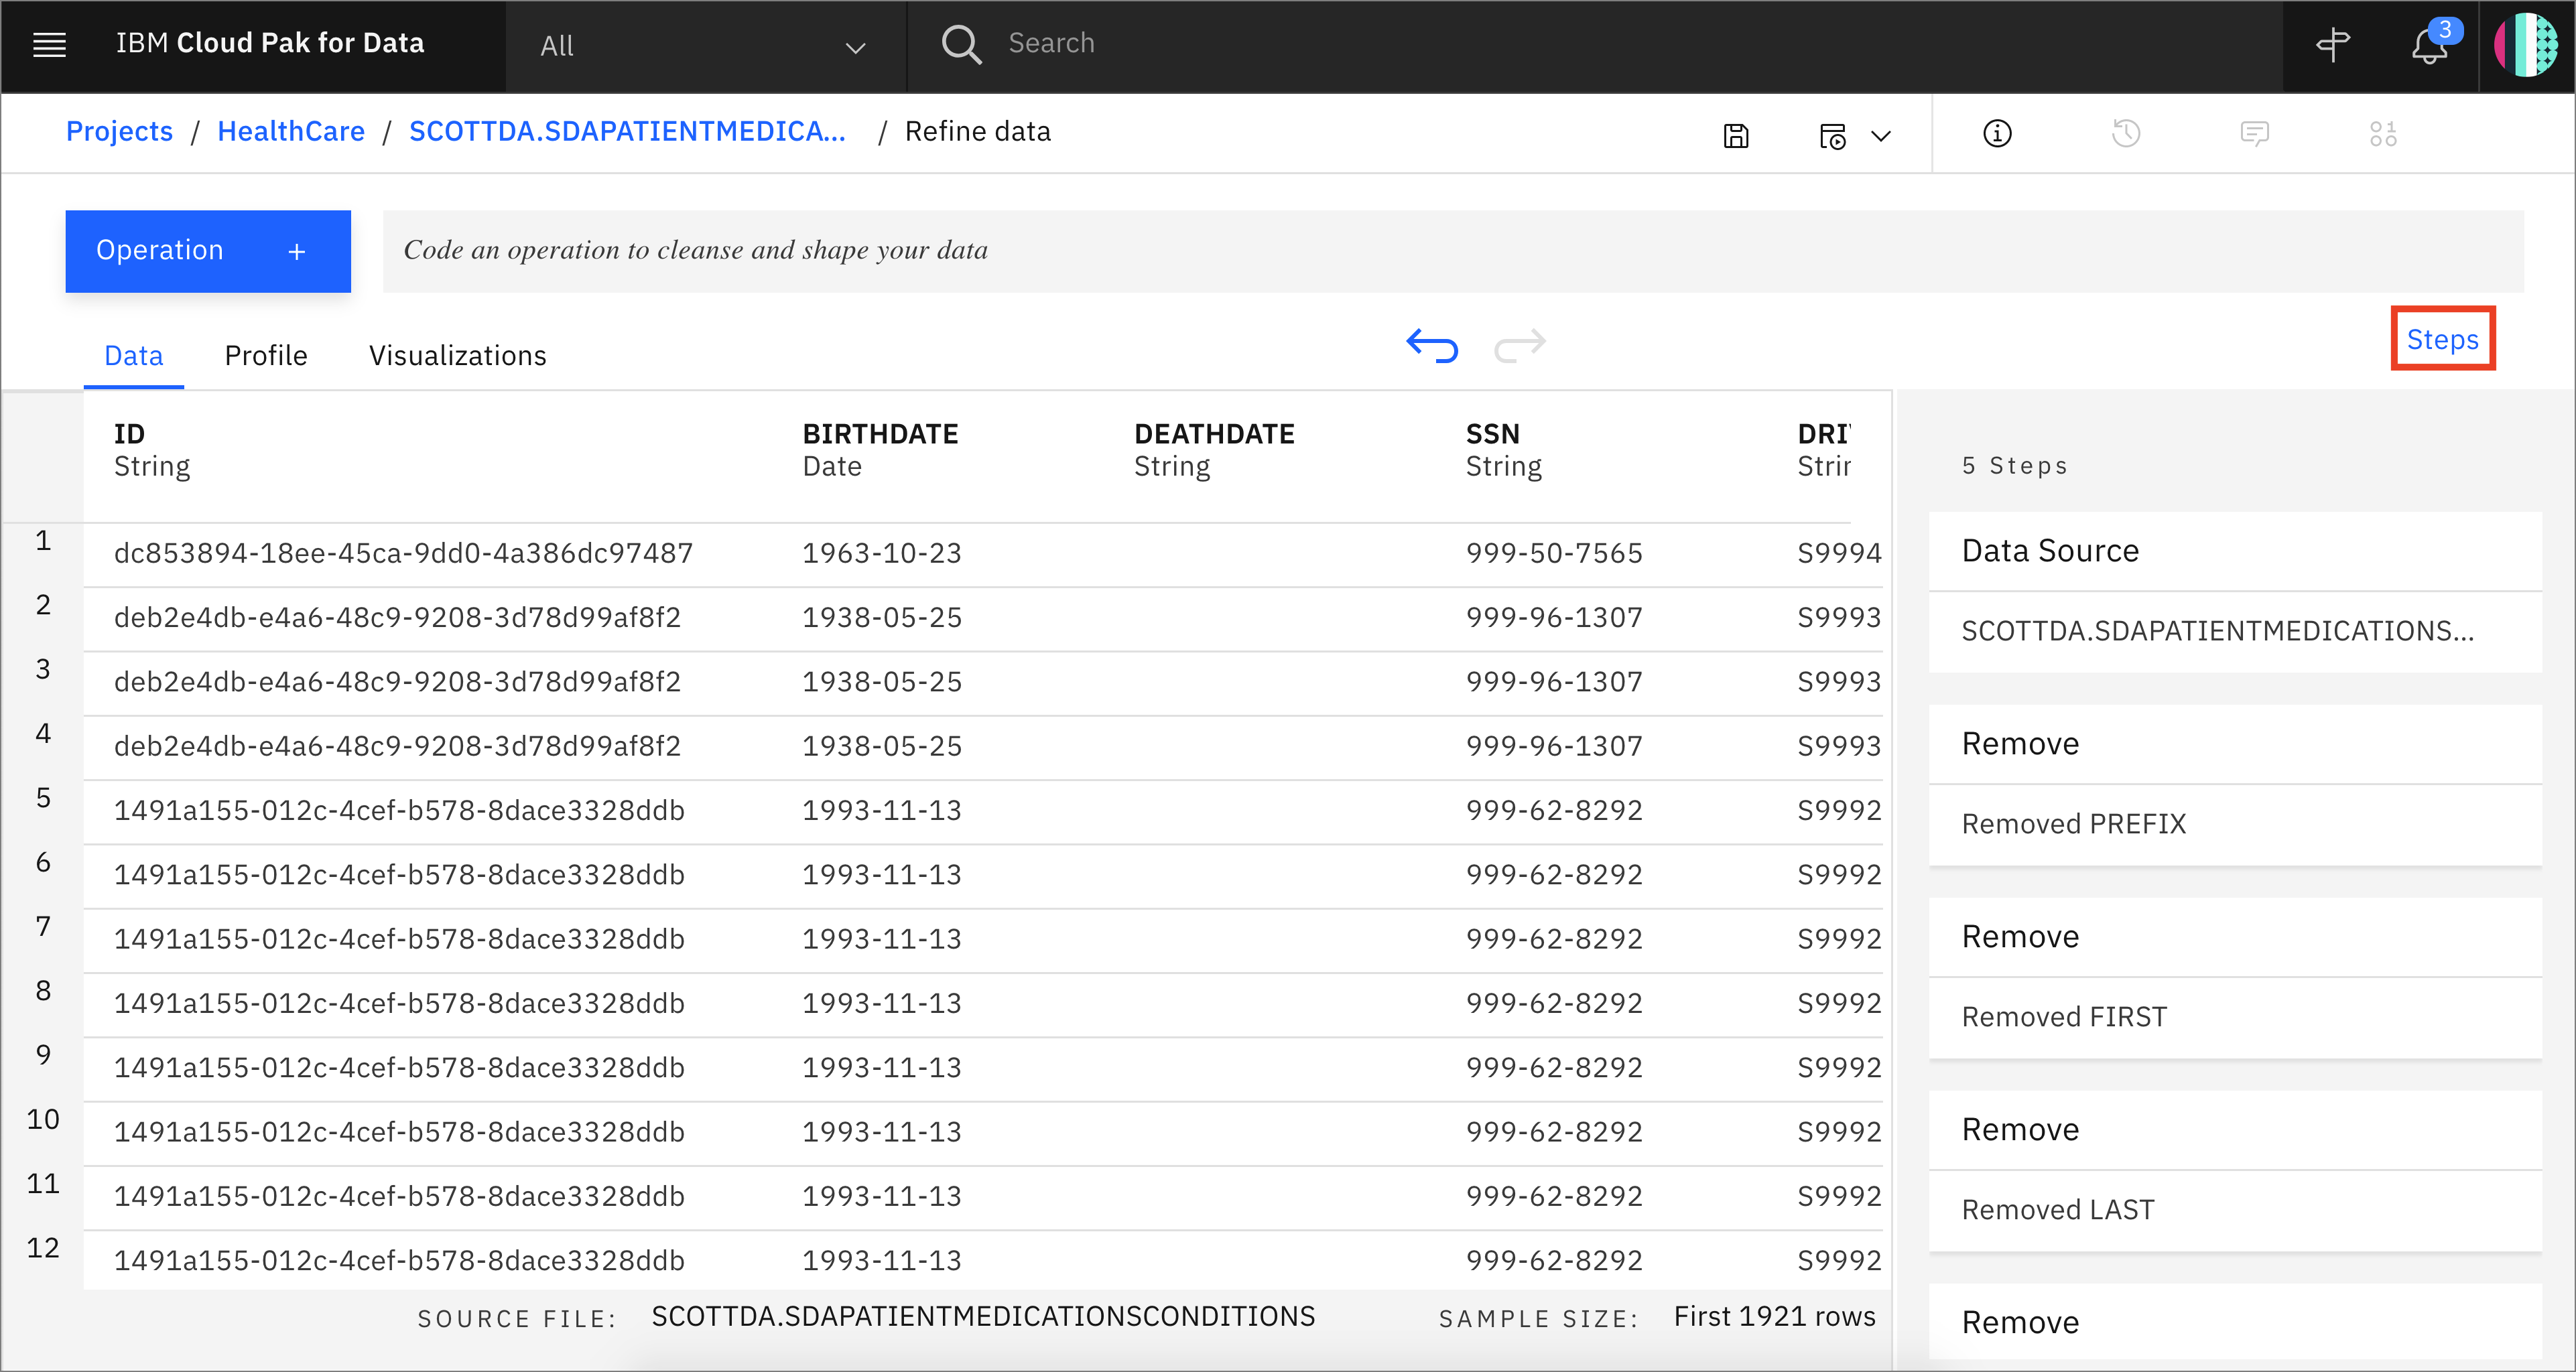 IBM Cloud Pak for Data
All
Search
3
Projects / HealthCare / SCOTTDA.SDAPATIENTMEDICA... / Refine data
Operation +
Code an operation to cleanse and shape your data
Data Profile Visualizations
Steps
ID BIRTHDATE DEATHDATE SSN DRI
String Date String String Strir
1 dc853894-18ee-45ca-9dd0-4a386dc97487 1963-10-23 999-50-7565 S9994
2 deb2e4db-e4a6-48c9-9208-3d78d99af8f2 1938-05-25 999-96-1307 S9993
3 deb2e4db-e4a6-48c9-9208-3d78d99af8f2 1938-05-25 999-96-1307 S9993
4 deb2e4db-e4a6-48c9-9208-3d78d99af8f2 1938-05-25 999-96-1307 S9993
5 1491a155-012c-4cef-b578-8dace3328ddb 1993-11-13 999-62-8292 S9992
6 1491a155-012c-4cef-b578-8dace3328ddb 1993-11-13 999-62-8292 S9992
7 1491a155-012c-4cef-b578-8dace3328ddb 1993-11-13 999-62-8292 S9992
8 1491a155-012c-4cef-b578-8dace3328ddb 1993-11-13 999-62-8292 S9992
9 1491a155-012c-4cef-b578-8dace3328ddb 1993-11-13 999-62-8292 S9992
10 1491a155-012c-4cef-b578-8dace3328ddb 1993-11-13 999-62-8292 S9992
11 1491a155-012c-4cef-b578-8dace3328ddb 1993-11-13 999-62-8292 S9992
12 1491a155-012c-4cef-b578-8dace3328ddb 1993-11-13 999-62-8292 S9992
SOURCE FILE: SCOTTDA.SDAPATIENTMEDICATIONSCONDITIONS SAMPLE SIZE: First 1921 rows
5 Steps
Data Source
SCOTTDA.SDAPATIENTMEDICATIONS...
Remove
Removed PREFIX
Remove
Removed FIRST
Remove
Removed LAST
Remove